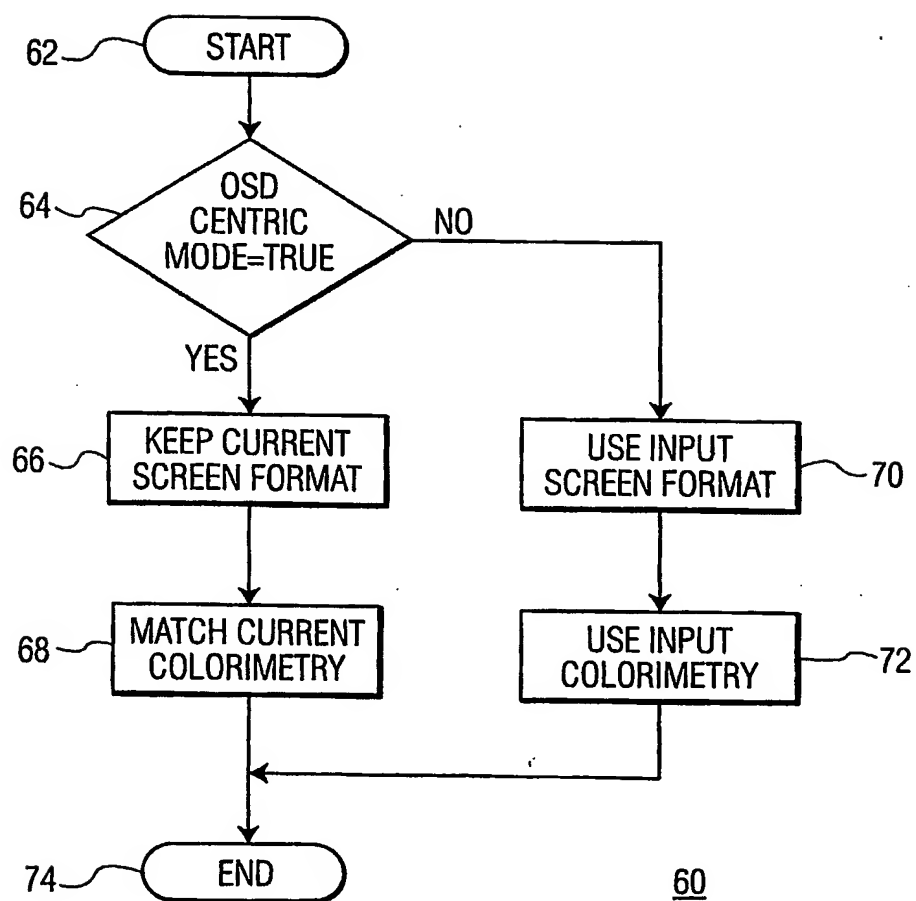 62
START
64
OSD
CENTRIC
MODE=TRUE
NO
YES
66
KEEP CURRENT
SCREEN FORMAT
USE INPUT
SCREEN FORMAT
70
68
MATCH CURRENT
COLORIMETRY
USE INPUT
COLORIMETRY
72
74
END
60